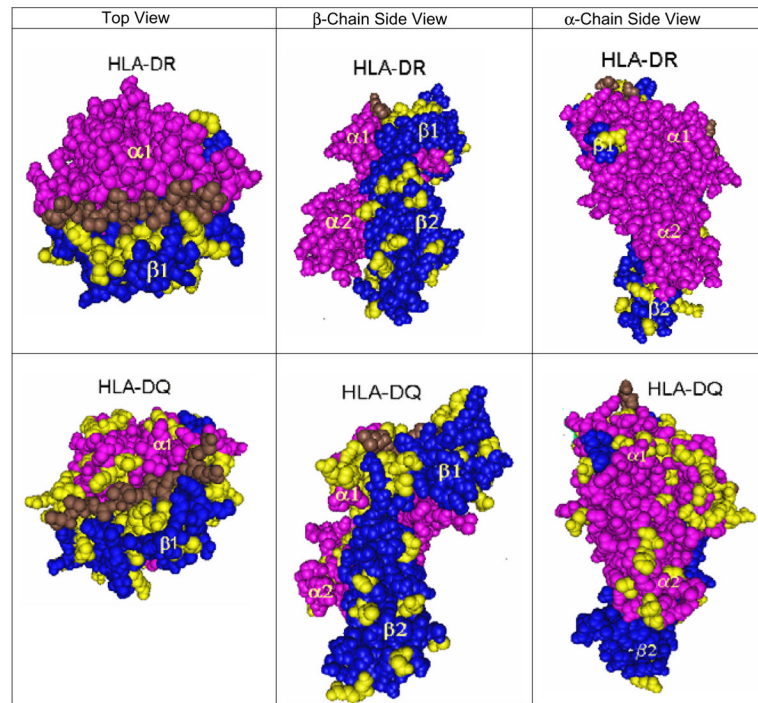 Top View
β-Chain Side View
α-Chain Side View
HLA-DR
α1
β1
HLA-DR
α1
β1
α2
β2
HLA-DR
β1
α1
α2
β2
HLA-DQ
α1
β1
HLA-DQ
β1
α1
α2
β2
HLA-DQ
α1
α2
β2